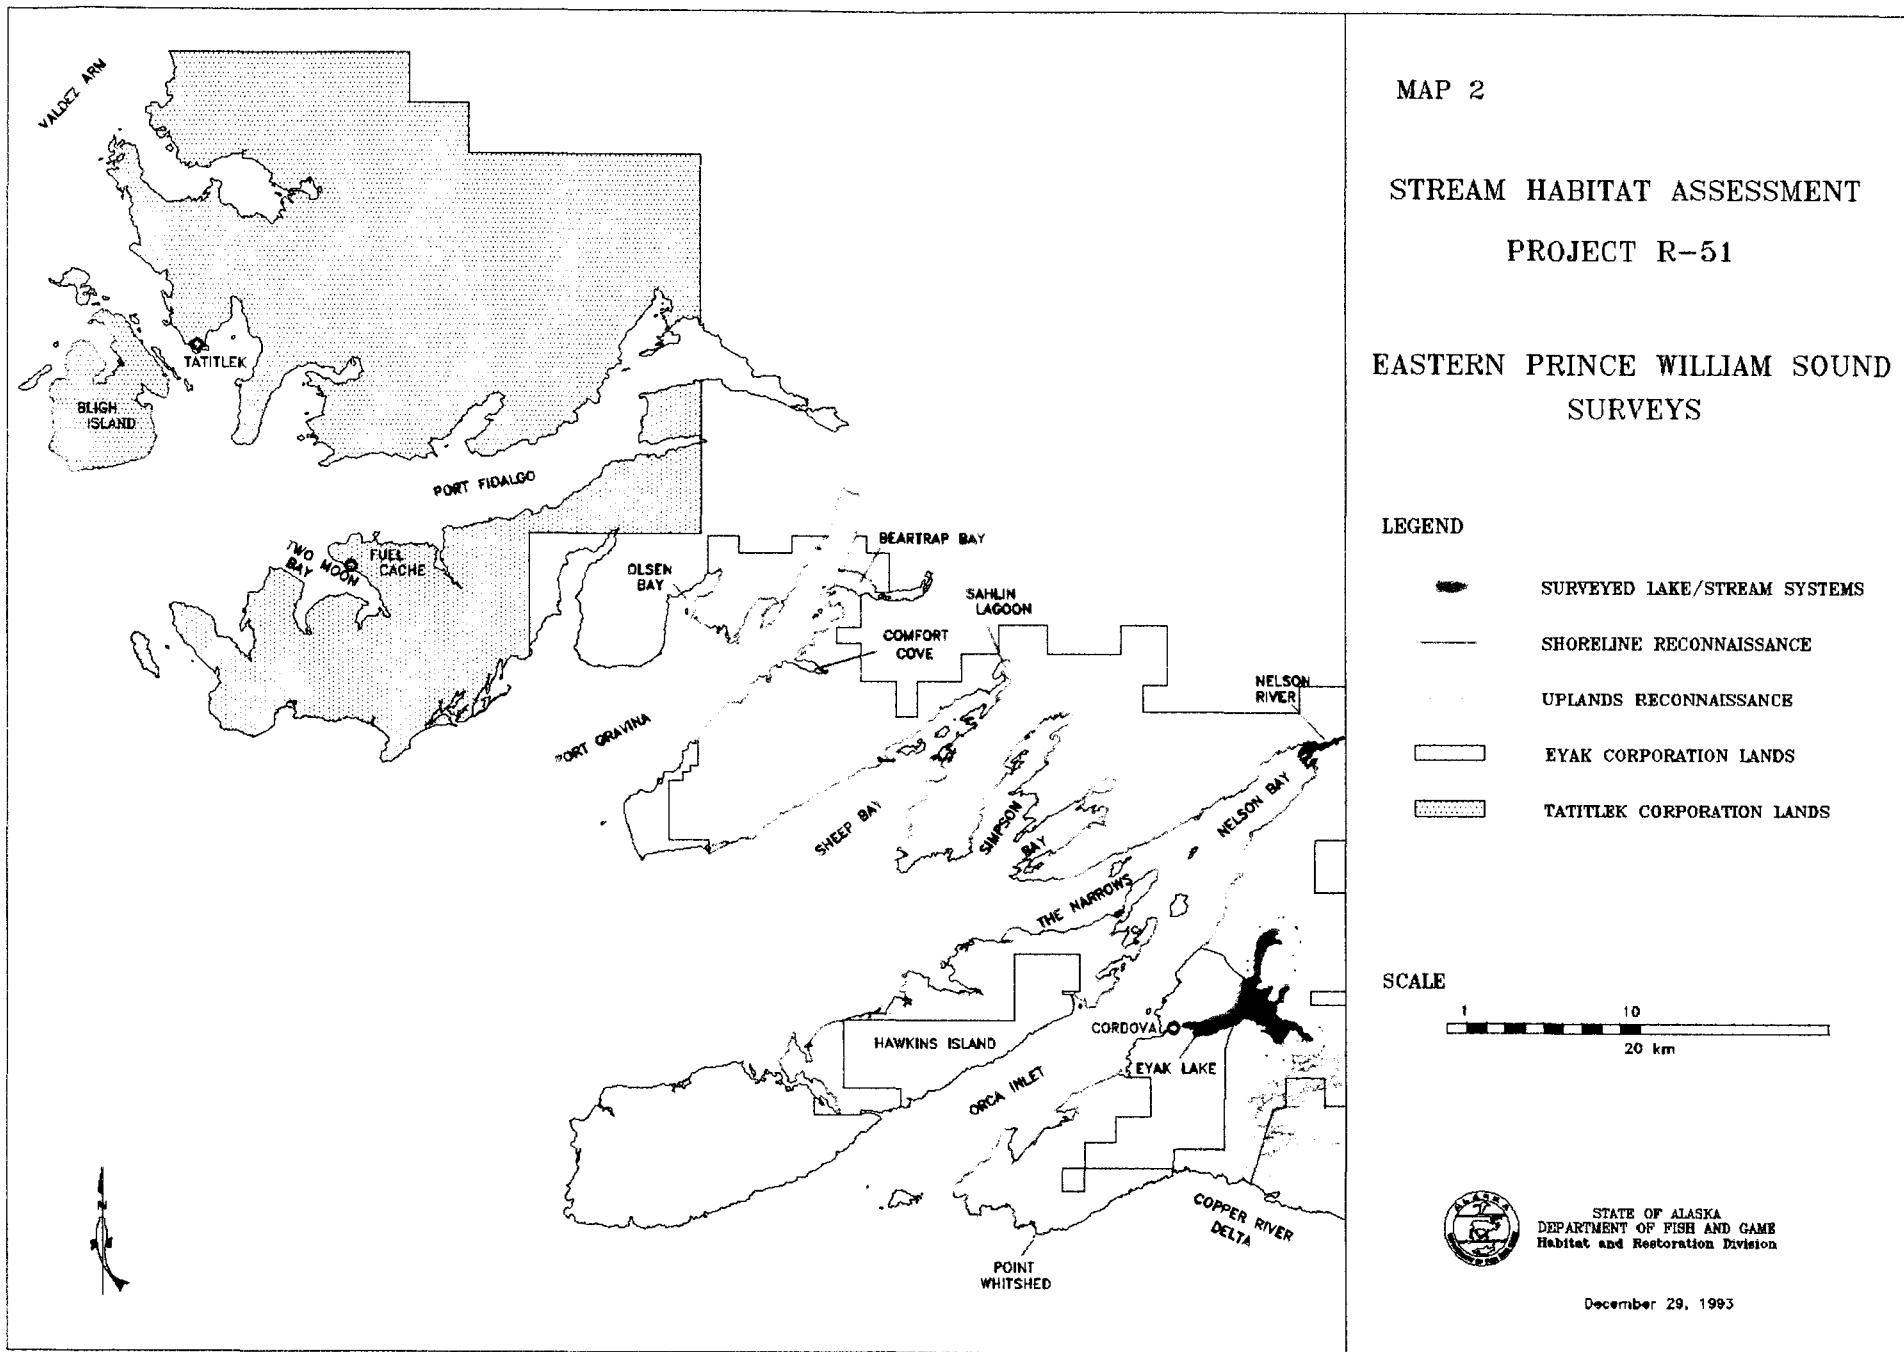 MAP 2
STREAM HABITAT ASSESSMENT
PROJECT R-51
EASTERN PRINCE WILLIAM SOUND
SURVEYS
LEGEND
SURVEYED LAKE/STREAM SYSTEMS
SHORELINE RECONNAISSANCE
UPLANDS RECONNAISSANCE
EYAK CORPORATION LANDS
TATITLEK CORPORATION LANDS
SCALE
1 10
20 km
STATE OF ALASKA
DEPARTMENT OF FISH AND GAME
Habitat and Restoration Division
December 29, 1993
VALDEZ ARM
TATITLEK
BLIGH
ISLAND
PORT FIDALGO
TWO MOON
BAY
FUEL
CACHE
OLSEN
BAY
BEARTRAP BAY
SAHLIN
LAGOON
COMFORT
COVE
NELSON
RIVER
PORT GRAVINA
SHEEP BAY
SIMPSON
BAY
NELSON BAY
THE NARROWS
HAWKINS ISLAND
CORDOVA
EYAK LAKE
ORCA INLET
COPPER RIVER
DELTA
POINT
WHITSHED
N
ALASKA